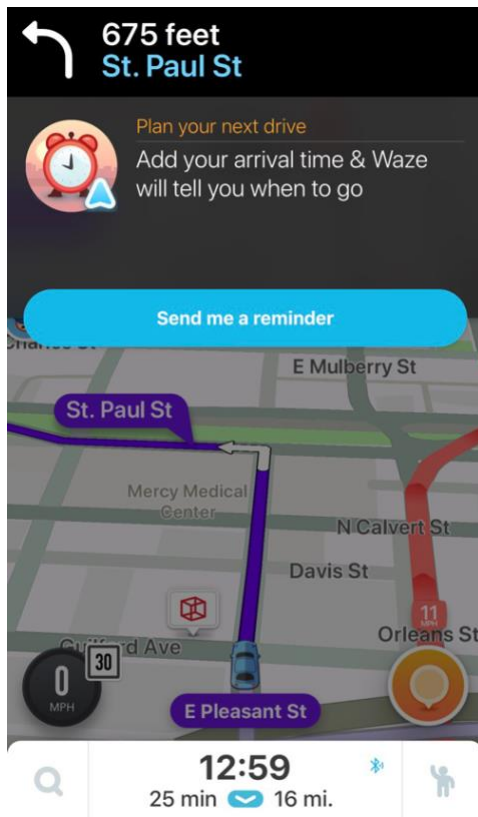 675 feet
St. Paul St
Plan your next drive
Add your arrival time & Waze
will tell you when to go
Send me a reminder
E Mulberry St
St. Paul St
Mercy Medical
Center
N Calvert St
Davis St
11
MPH
Orleans St
Guilford Ave
30
0
MPH
E Pleasant St
12:59
25 min 16 mi.